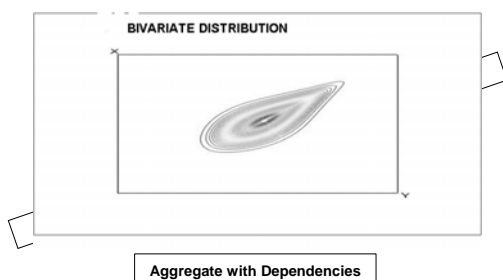 BIVARIATE DISTRIBUTION
X
Y
Aggregate with Dependencies